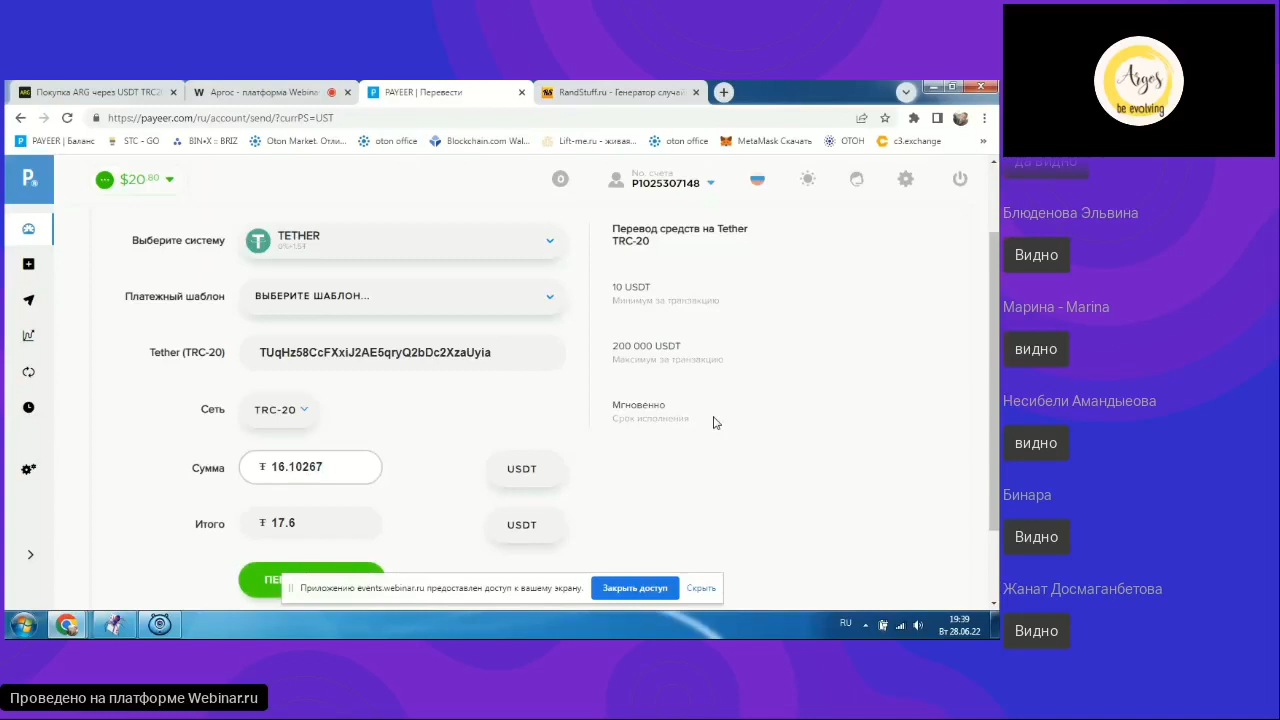 Покупка ARG через USDT TRC2
Аргос - платформа Webinar
PAYEER | Перевести
RandStuff.ru - Генератор случай
https://payeer.com/ru/account/send/?currPS=UST
PAYEER | Баланс
STC - GO
BIN•X :: BRIZ
Oton Market. Отли...
oton office
Blockchain.com Wal...
Lift-me.ru - живая...
oton office
MetaMask Скачать
ОТОН
c3.exchange
»
$20.80
0
No. счёта
P1025307148
Выберите систему
TETHER
Платежный шаблон
ВЫБЕРИТЕ ШАБЛОН...
Tether (TRC-20)
TUqHz58CcFXxiJ2AE5qryQ2bDc2XzaUyia
Сеть
TRC-20
Сумма
₮ 16.10267
USDT
Итого
₮ 17.6
USDT
Перевод средств на Tether
TRC-20
10 USDT
Минимум за транзакцию
200 000 USDT
Максимум за транзакцию
Мгновенно
Срок исполнения
Приложению events.webinar.ru предоставлен доступ к вашему экрану.
Закрыть доступ
Скрыть
RU
19:39
Вт 28.06.22
Argos
be evolving
да видно
Блюденова Эльвина
Видно
Марина - Marina
видно
Несибели Амандыеова
видно
Бинара
Видно
Жанат Досмаганбетова
Видно
Проведено на платформе Webinar.ru